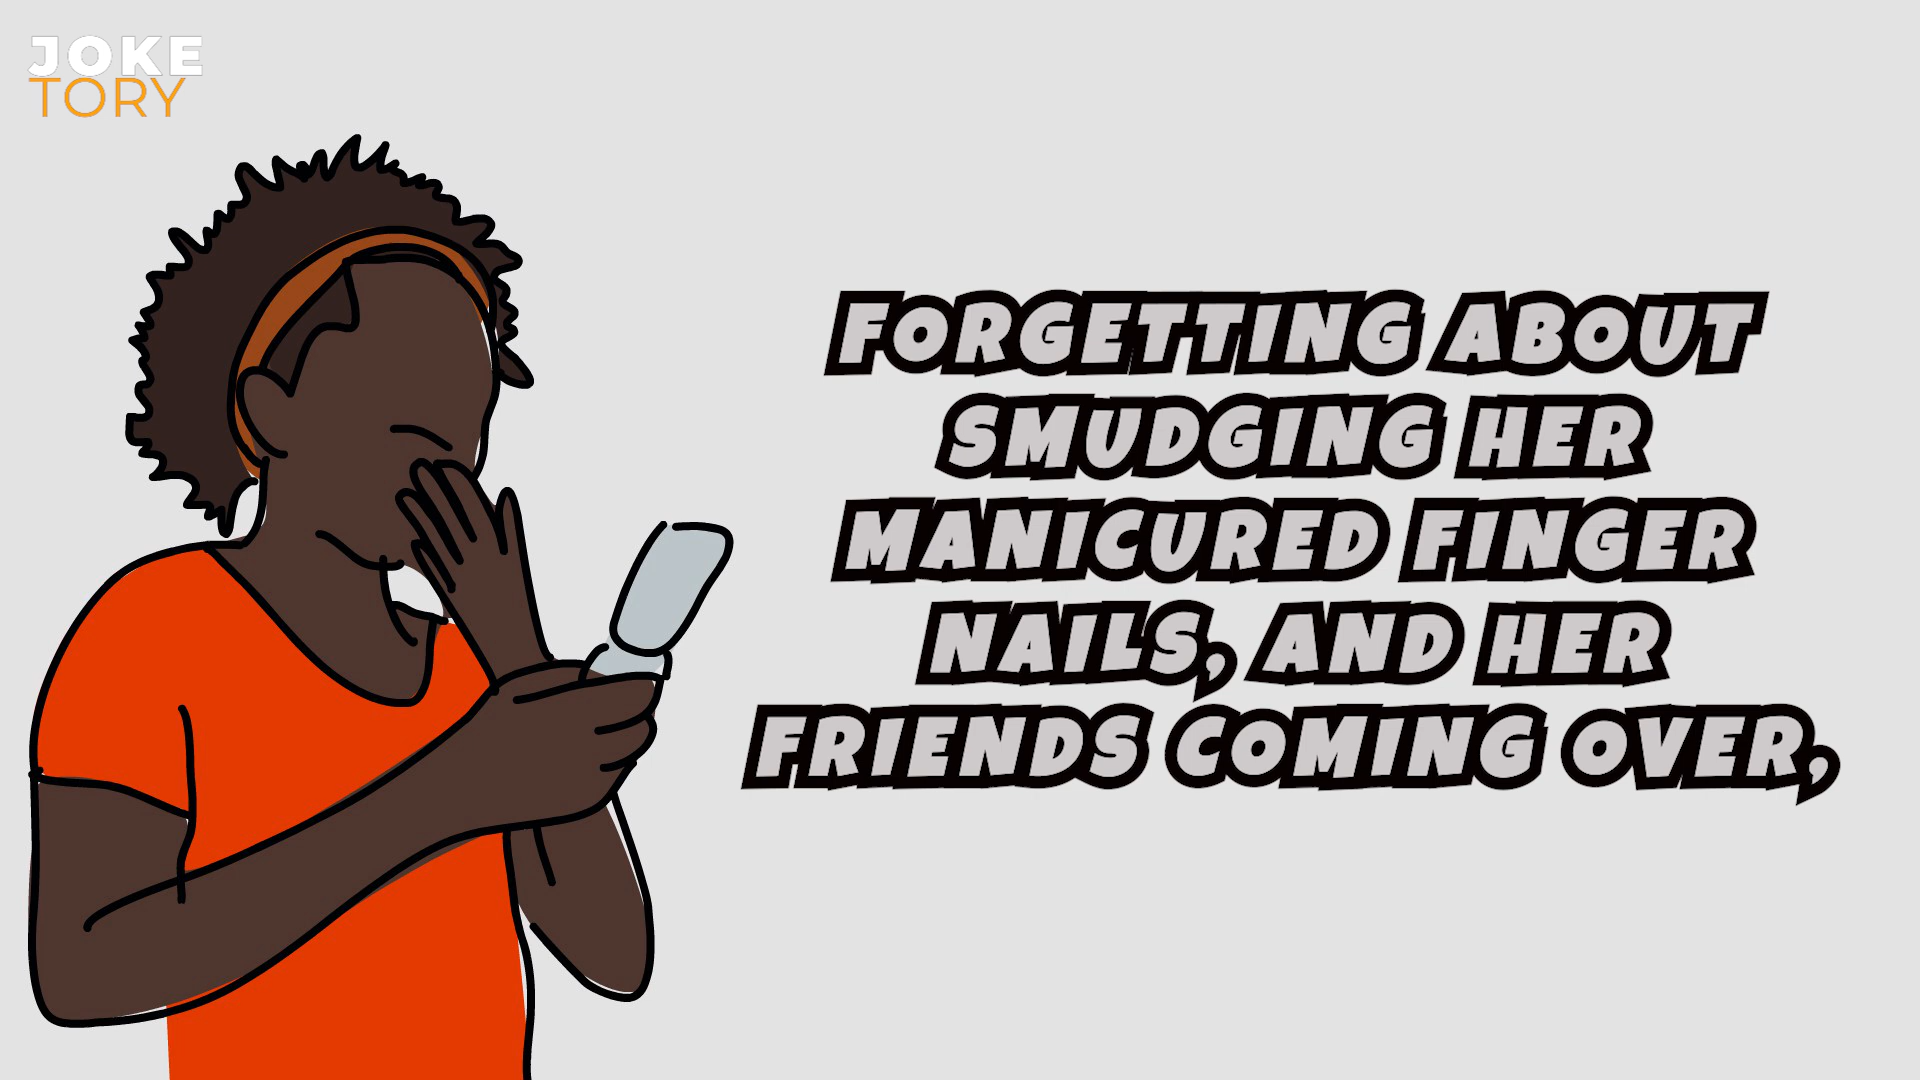 JOKE
TORY
FORGETTING ABOUT
SMUDGING HER
MANICURED FINGER
NAILS, AND HER
FRIENDS COMING OVER,